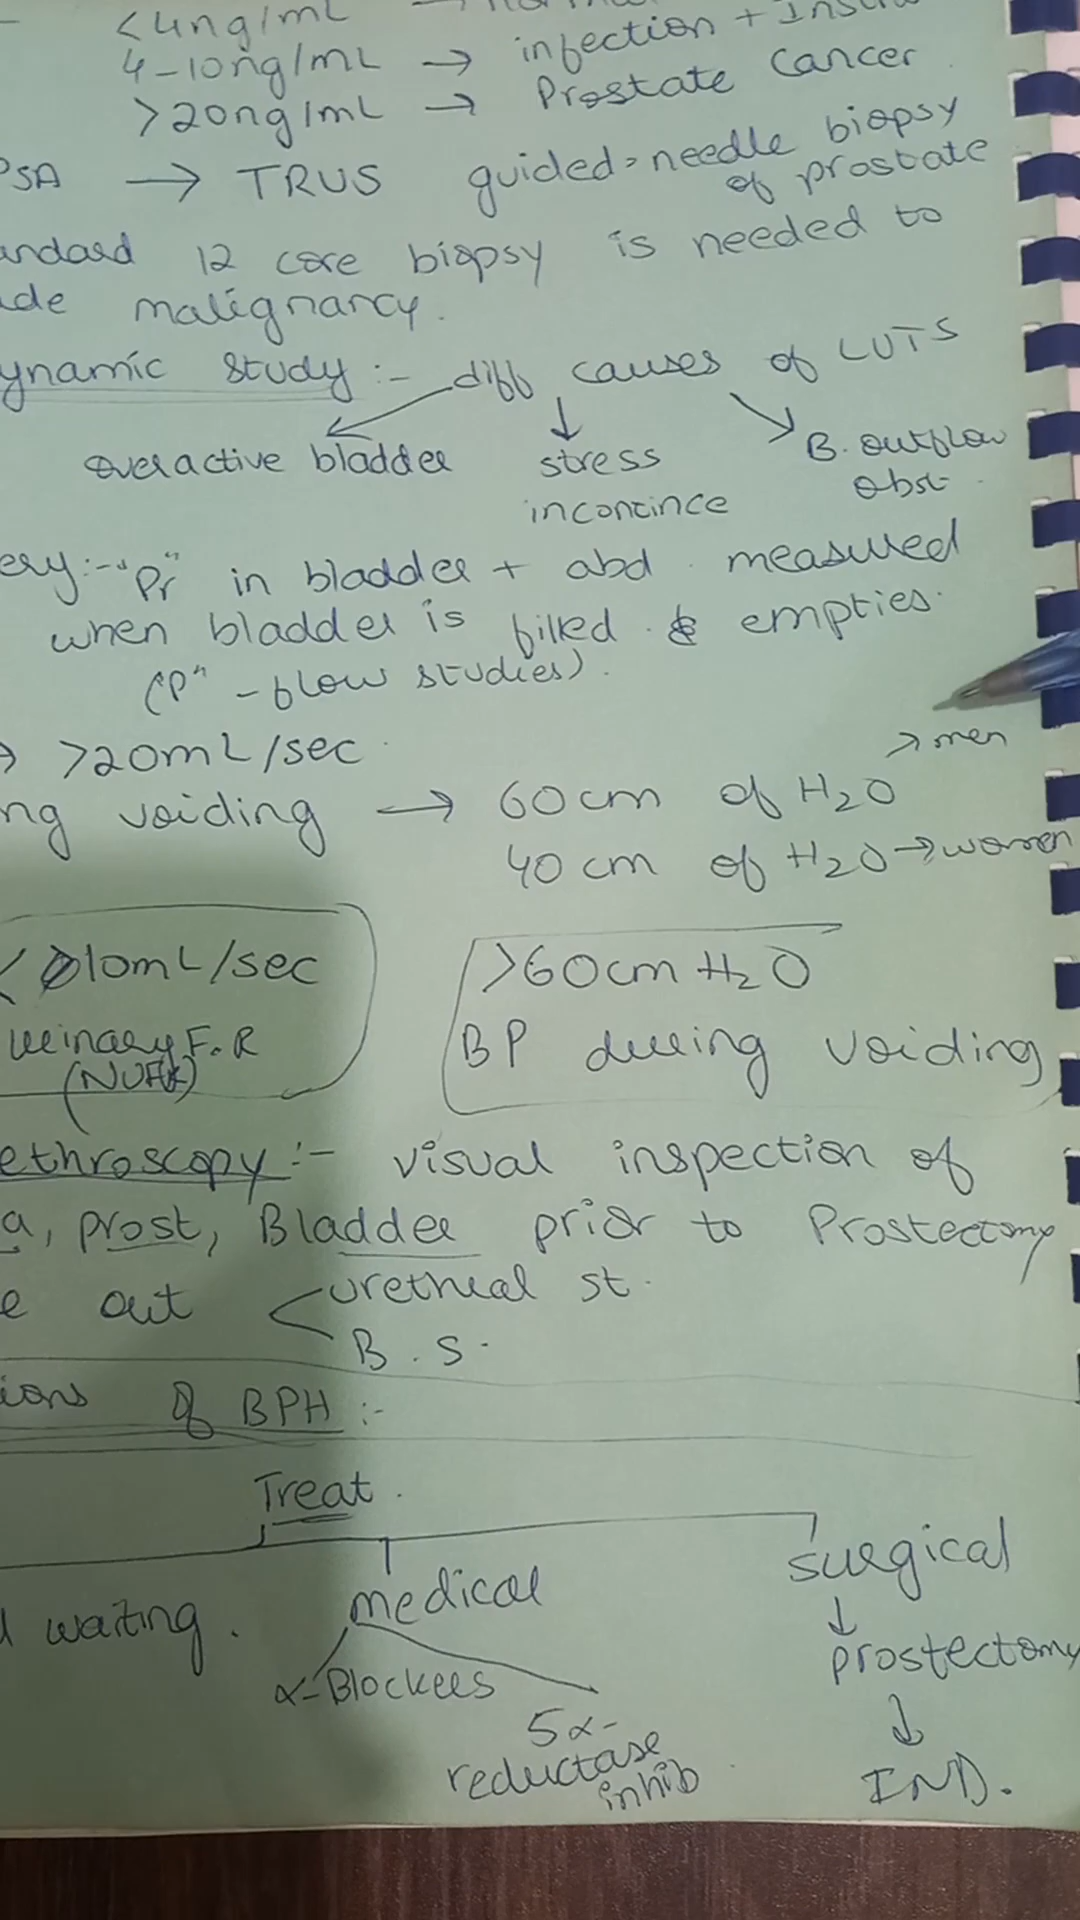 <4ng/mL →
4-10ng/mL → infection +
>20ng/mL → Prostate Cancer
PSA → TRUS guided needle biopsy
of prostate
andard 12 core biopsy is needed to
ude malignancy.
ynamic study :- diff causes of LUTS
overactive bladder
stress
incontince
B. outflow
obst
ery:- "Pr" in bladder + abd. measured
when bladder is filled & empties.
("P" - flow studies).
→ >20mL/sec
ng voiding → 60cm of H2O → men
40 cm of H2O → women
< 10mL/sec
urinary F.R
>60cm H2O
BP during voiding
ethroscopy :- visual inspection of
a, prost, Bladder prior to Prostectomy
e out < urethral st.
B.S.
ions of BPH :-
Treat.
waiting.
medical
α-Blockers
5α-
reductase
inhib
surgical
↓
prostectomy
↓
IND.